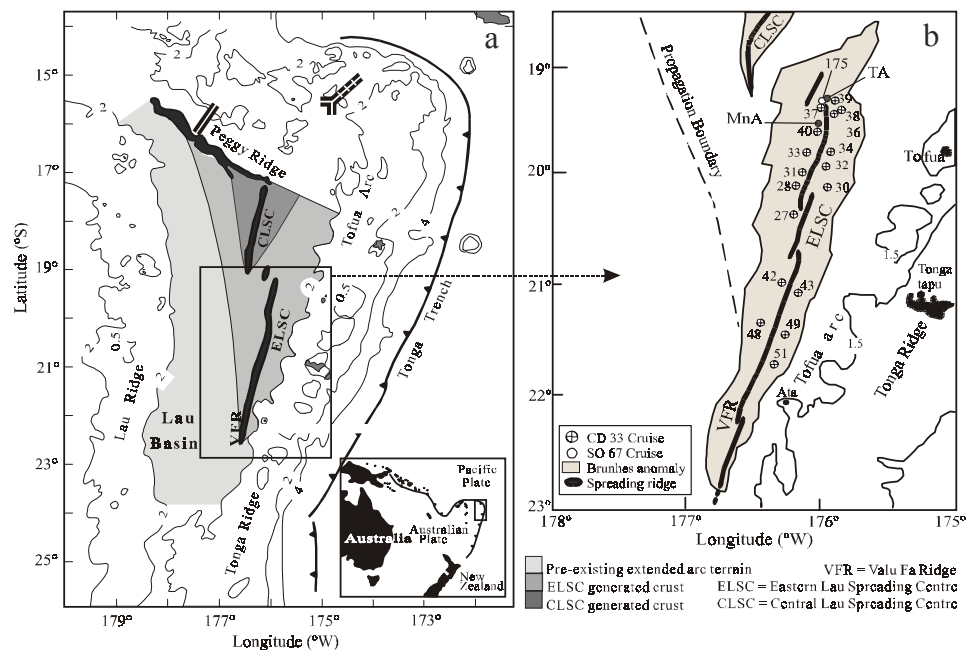 a
15°
17°
19°
21°
23°
25°
Latitude (°S)
179°
177°
175°
173°
Longitude (°W)
2
2
2
2
2
0.5
2
2
4
2
0.5
2
4
Peggy Ridge
CLSC
ELSC
VFR
Lau Ridge
Lau
Basin
Tonga Ridge
Tofua Arc
Tonga
Trench
Pacific
Plate
Australian
Plate
Australia
New
Zealand
b
19°
20°
21°
22°
23°
178°
177°
176°
175°
Longitude (°W)
Propagation Boundary
CLSC
175
TA
MnA
39
37
38
40
36
33
34
31
32
28
30
27
ELSC
42
43
48
49
51
VFR
Ata
Tofua arc
1.5
1.5
Tonga Ridge
Tofua
Tonga
tapu
CD 33 Cruise
SO 67 Cruise
Brunhes anomaly
Spreading ridge
Pre-existing extended arc terrain
ELSC generated crust
CLSC generated crust
VFR = Valu Fa Ridge
ELSC = Eastern Lau Spreading Centre
CLSC = Central Lau Spreading Centre